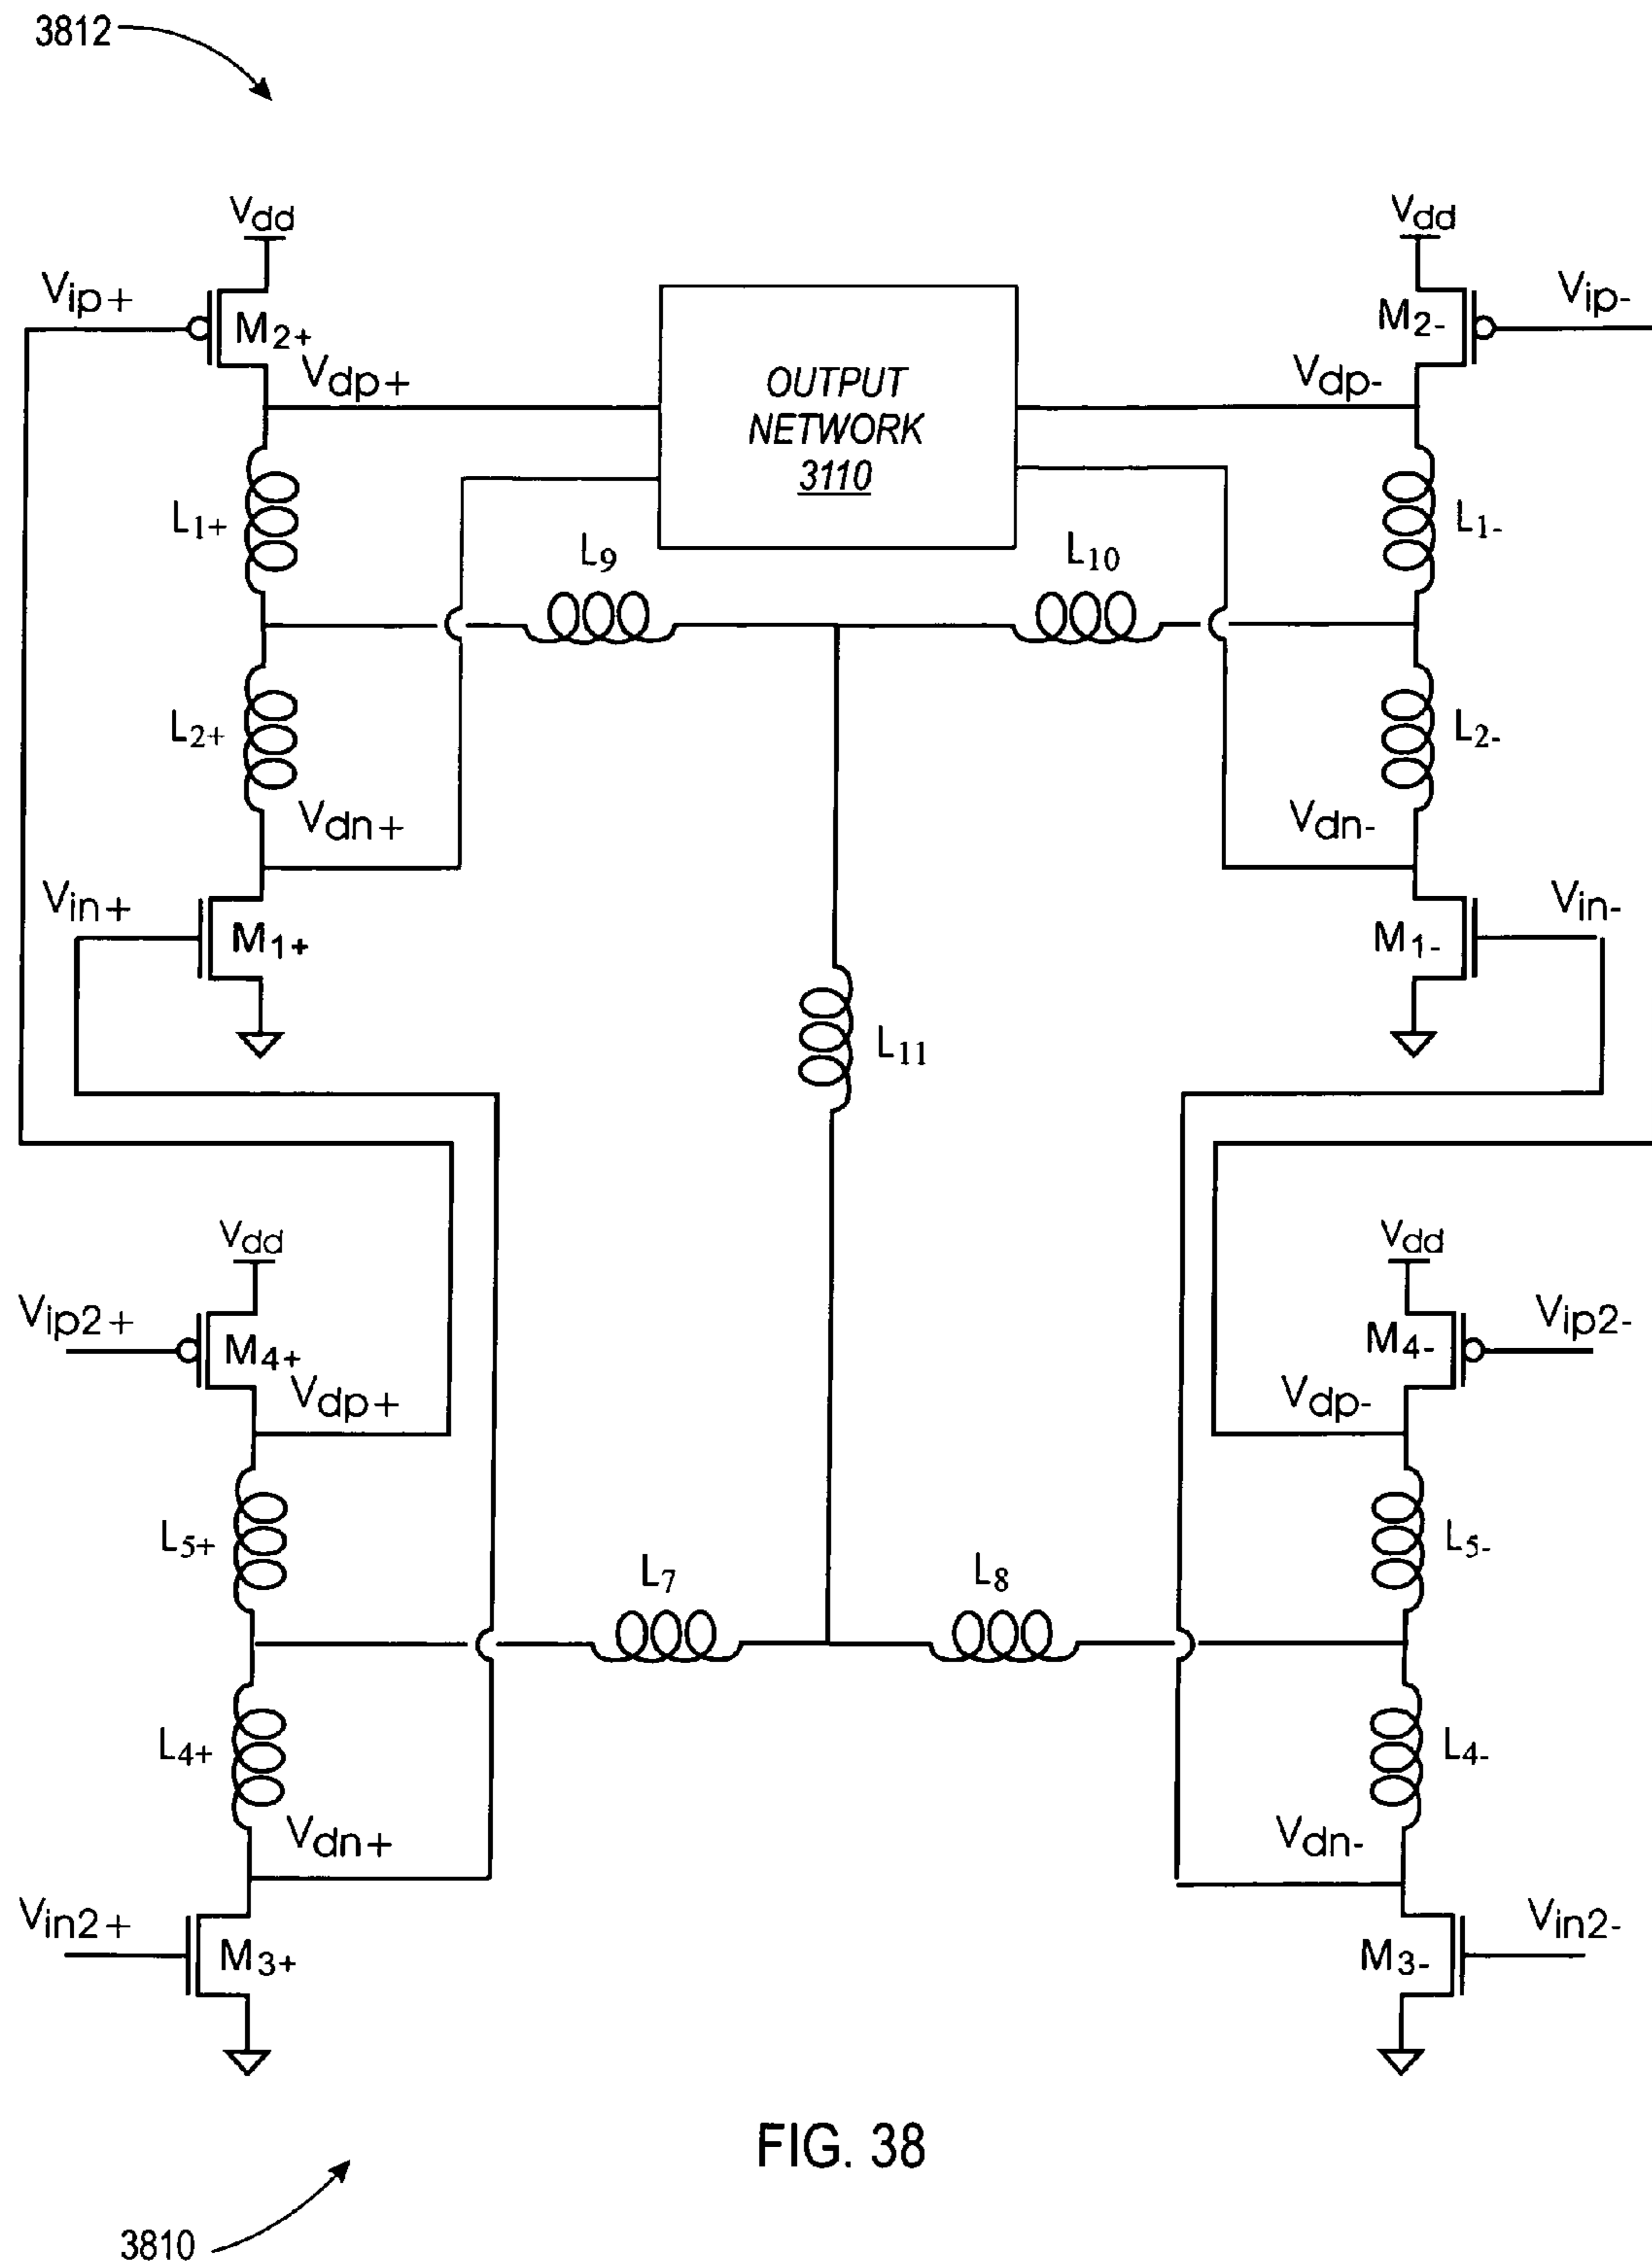 3812
Vdd
Vdd
Vip+
Vip-
M2+
M2-
Vdp+
Vdp-
OUTPUT
NETWORK
3110
L1+
L1-
L9
L10
L2+
L2-
Vdn+
Vdn-
Vin+
Vin-
M1+
M1-
L11
Vdd
Vdd
Vip2+
Vip2-
M4+
M4-
Vdp+
Vdp-
L5+
L5-
L7
L8
L4+
L4-
Vdn+
Vdn-
Vin2+
Vin2-
M3+
M3-
FIG. 38
3810